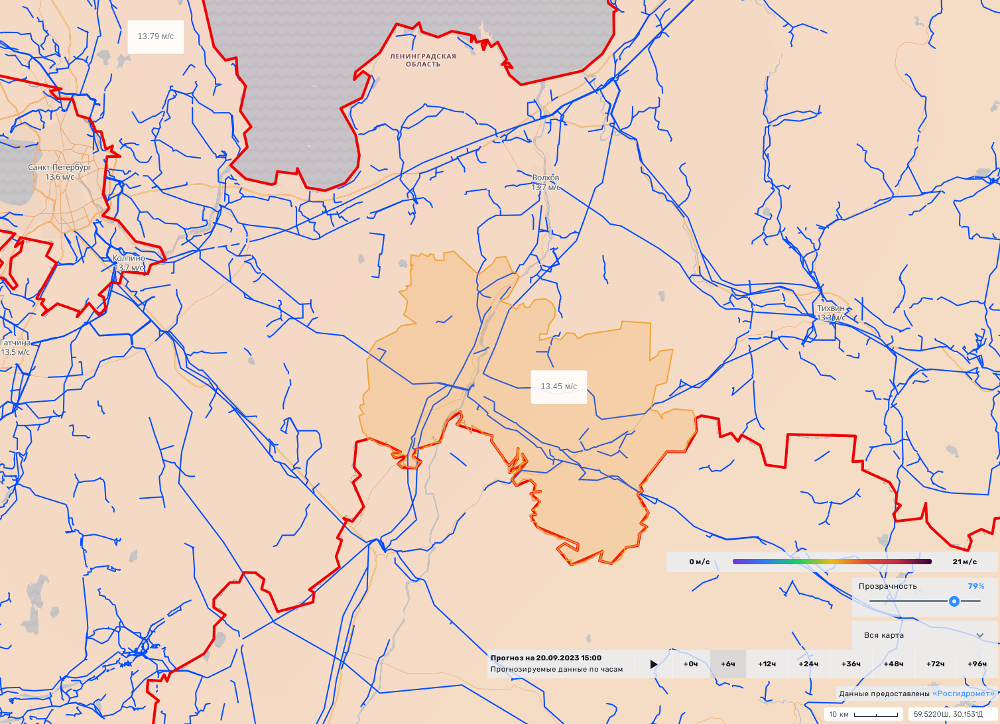 13.79 м/с
ЛЕНИНГРАДСКАЯ
ОБЛАСТЬ
Санкт-Петербург
13.6 м/с
Волхов
13.7 м/с
Колпино
13.7 м/с
Тихвин
13.3 м/с
Гатчина
13.5 м/с
13.45 м/с
0 м/с
21 м/с
Прозрачность 79%
Вся карта
Прогноз на 20.09.2023 15:00
Прогнозируемые данные по часам
+0ч +6ч +12ч +24ч +36ч +48ч +72ч +96ч
Данные предоставлены «Росгидромет»
10 км
59.5220Ш, 30.1531Д